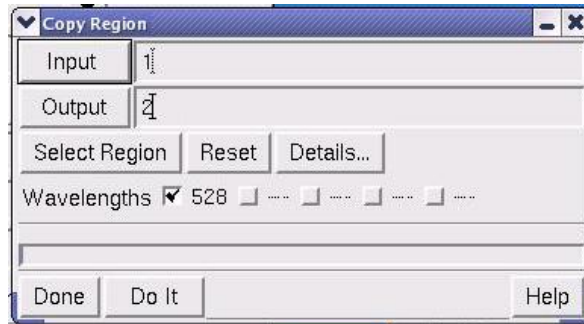 Copy Region
Input 1
Output 2
Select Region Reset Details...
Wavelengths 528 ---- ---- ---- ----
Done Do It Help